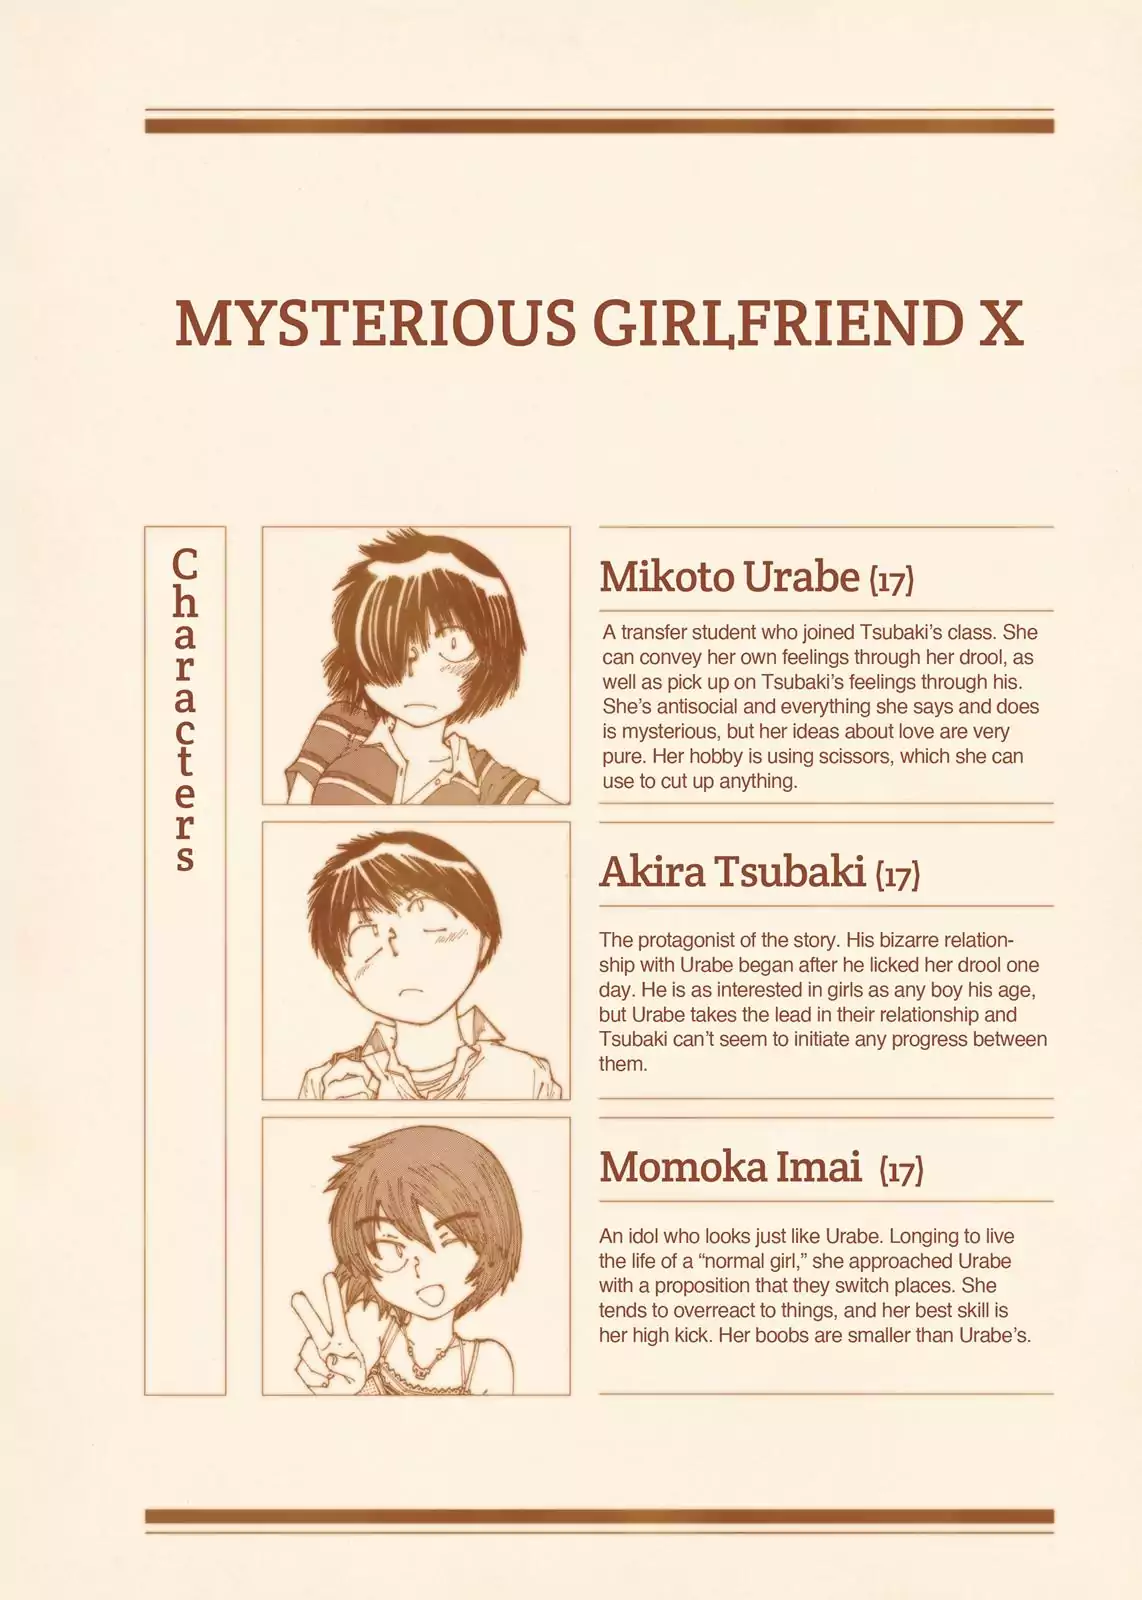 MYSTERIOUS GIRLFRIEND X
Characters
Mikoto Urabe (17)
A transfer student who joined Tsubaki's class. She
can convey her own feelings through her drool, as
well as pick up on Tsubaki's feelings through his.
She's antisocial and everything she says and does
is mysterious, but her ideas about love are very
pure. Her hobby is using scissors, which she can
use to cut up anything.
Akira Tsubaki (17)
The protagonist of the story. His bizarre relation-
ship with Urabe began after he licked her drool one
day. He is as interested in girls as any boy his age,
but Urabe takes the lead in their relationship and
Tsubaki can't seem to initiate any progress between
them.
Momoka Imai (17)
An idol who looks just like Urabe. Longing to live
the life of a “normal girl,” she approached Urabe
with a proposition that they switch places. She
tends to overreact to things, and her best skill is
her high kick. Her boobs are smaller than Urabe's.